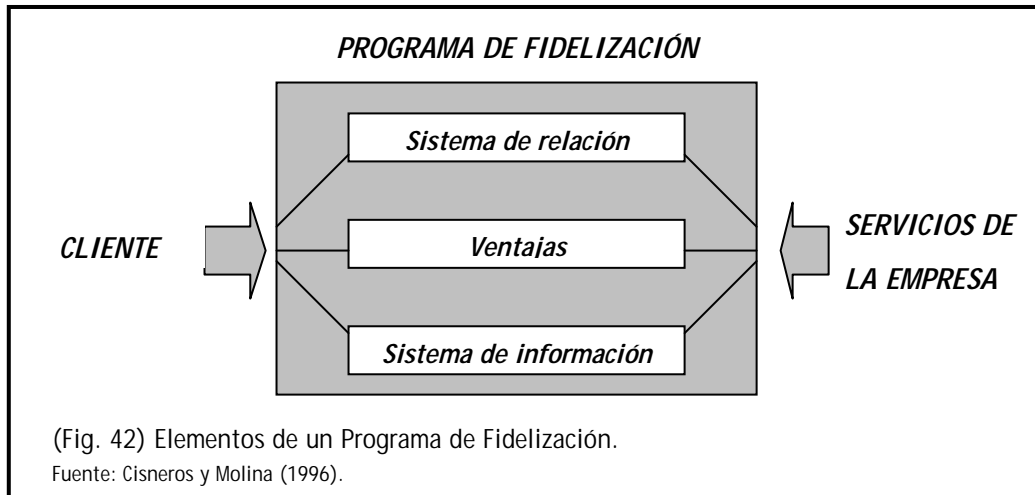 PROGRAMA DE FIDELIZACIÓN
Sistema de relación
CLIENTE
Ventajas
SERVICIOS DE
LA EMPRESA
Sistema de información
(Fig. 42) Elementos de un Programa de Fidelización.
Fuente: Cisneros y Molina (1996).